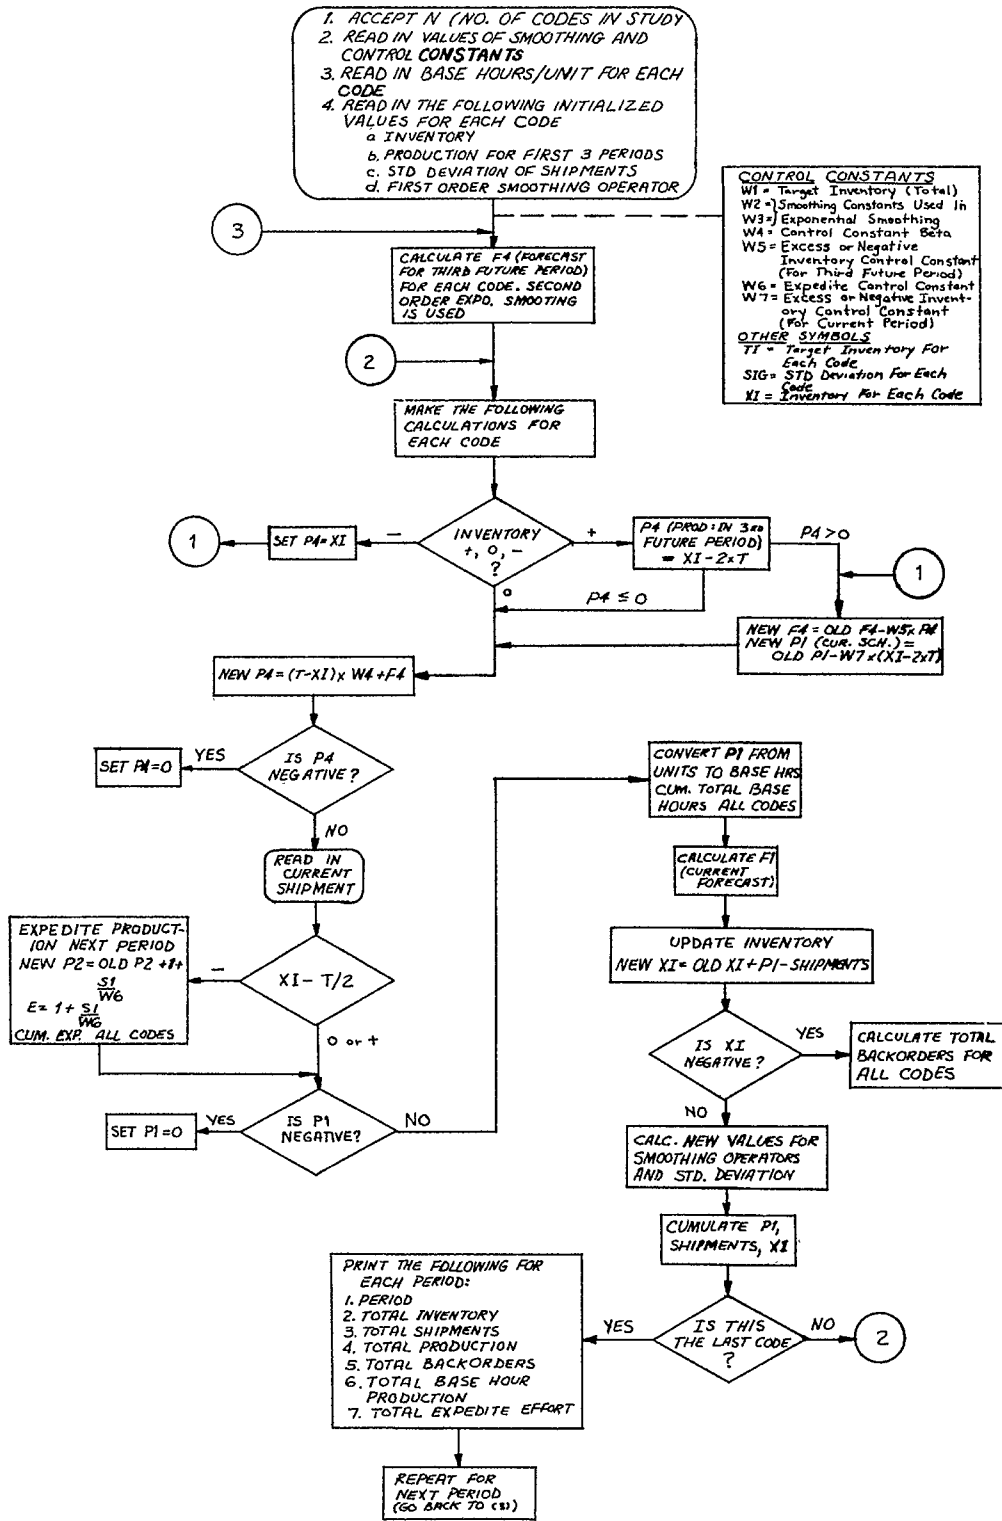 1. ACCEPT N (NO. OF CODES IN STUDY
2. READ IN VALUES OF SMOOTHING AND
CONTROL CONSTANTS
3. READ IN BASE HOURS/UNIT FOR EACH
CODE
4. READ IN THE FOLLOWING INITIALIZED
VALUES FOR EACH CODE
a INVENTORY
b. PRODUCTION FOR FIRST 3 PERIODS
c. STD DEVIATION OF SHIPMENTS
d. FIRST ORDER SMOOTHING OPERATOR
CONTROL CONSTANTS
W1 = Target Inventory (Total)
W2 = } Smoothing Constants Used In
W3 = } Exponential Smoothing
W4 = Control Constant Beta
W5 = Excess or Negative
Inventory Control Constant
(For Third Future Period)
W6 = Expedite Control Constant
W7 = Excess or Negative Invent-
ory Control Constant
(For Current Period)
OTHER SYMBOLS
TI = Target Inventory For
Each Code
SIG = STD Deviation For Each
Code
XI = Inventory For Each Code
3
CALCULATE F4 (FORECAST
FOR THIRD FUTURE PERIOD)
FOR EACH CODE. SECOND
ORDER EXPO. SMOOTING
IS USED
2
MAKE THE FOLLOWING
CALCULATIONS FOR
EACH CODE
1
SET P4=XI
–
INVENTORY
+, 0, –
?
+
P4 (PROD: IN 3RD
FUTURE PERIOD)
= XI-2xT
P4>0
1
0
P4 ≤ 0
NEW F4 = OLD F4-W5x P4
NEW P1 (CUR. SCH.) =
OLD P1-W7 x (XI-2xT)
NEW P4 = (T-XI)x W4 +F4
SET P4=0
YES
IS P4
NEGATIVE?
NO
READ IN
CURRENT
SHIPMENT
EXPEDITE PRODUCT-
ION NEXT PERIOD
NEW P2 = OLD P2 +1+
S1
W6
E = 1 + S1
W6
CUM. EXP. ALL CODES
–
XI- T/2
0 or +
SET P1=0
YES
IS P1
NEGATIVE?
NO
CONVERT P1 FROM
UNITS TO BASE HRS
CUM. TOTAL BASE
HOURS ALL CODES
CALCULATE F1
(CURRENT
FORECAST)
UPDATE INVENTORY
NEW XI= OLD XI+P1-SHIPMENTS
IS XI
NEGATIVE?
YES
CALCULATE TOTAL
BACKORDERS FOR
ALL CODES
NO
CALC. NEW VALUES FOR
SMOOTHING OPERATORS
AND STD. DEVIATION
CUMULATE P1,
SHIPMENTS, XI
IS THIS
THE LAST CODE
?
NO
2
YES
PRINT THE FOLLOWING FOR
EACH PERIOD:
1. PERIOD
2. TOTAL INVENTORY
3. TOTAL SHIPMENTS
4. TOTAL PRODUCTION
5. TOTAL BACKORDERS
6. TOTAL BASE HOUR
PRODUCTION
7. TOTAL EXPEDITE EFFORT
REPEAT FOR
NEXT PERIOD
(GO BACK TO (3)